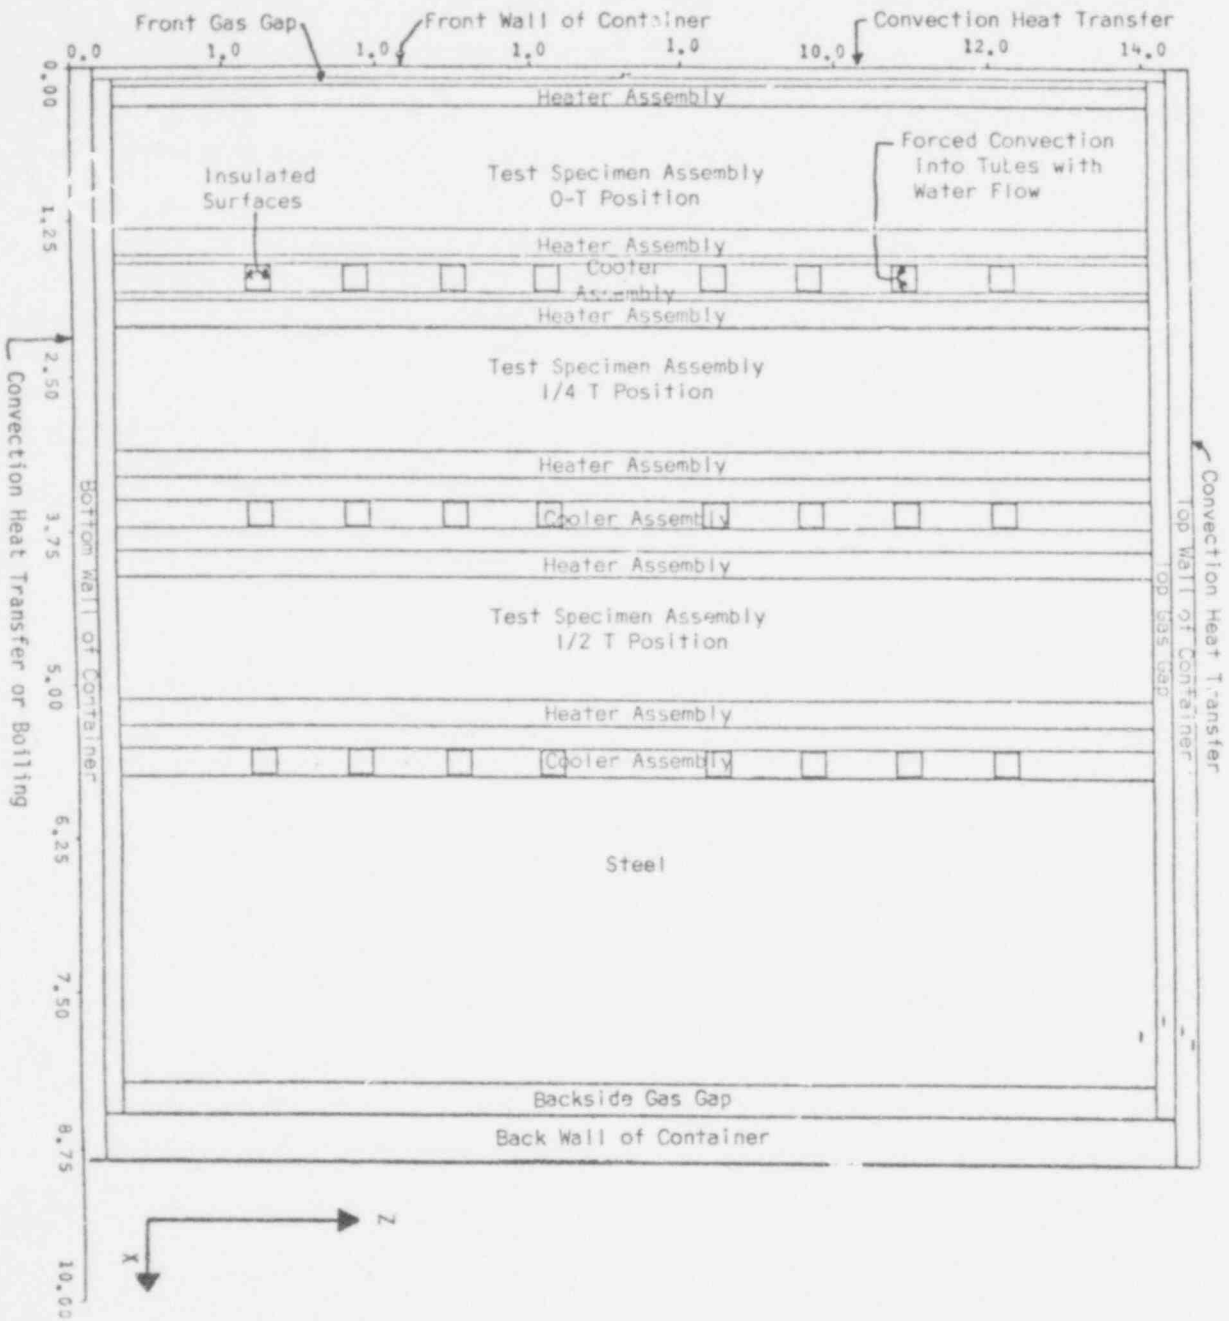 Front Gas Gap
Front Wall of Container
Convection Heat Transfer
0.0
1.0
1.0
1.0
1.0
10.0
12.0
14.0
0.00
1.25
2.50
3.75
5.00
6.25
7.50
8.75
10.00
Heater Assembly
Forced Convection
into Tubes with
Water Flow
Insulated
Surfaces
Test Specimen Assembly
0-T Position
Heater Assembly
Cooler
Assembly
Heater Assembly
Test Specimen Assembly
1/4 T Position
Heater Assembly
Cooler Assembly
Heater Assembly
Test Specimen Assembly
1/2 T Position
Heater Assembly
Cooler Assembly
Steel
Backside Gas Gap
Back Wall of Container
Convection Heat Transfer or Boiling
Bottom Wall of Container
Top Gas Gap
Top Wall of Container
Convection Heat Transfer
Z
X